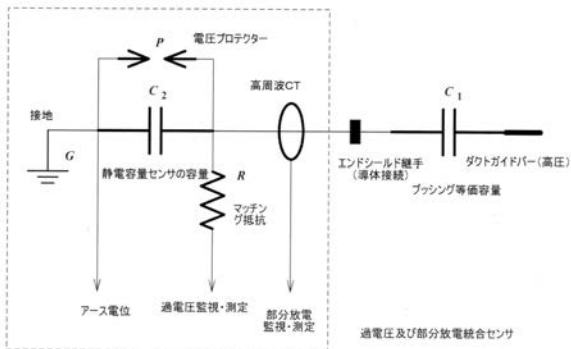 P
電圧プロテクター
C 2
高周波CT
C 1
接地
G
静電容量センサの容量
R
マッチン
グ抵抗
エンドシールド継手
(導体接続)
ダクトガイドバー(高圧)
ブッシング等価容量
アース電位
過電圧監視・測定
部分放電
監視・測定
過電圧及び部分放電統合センサ